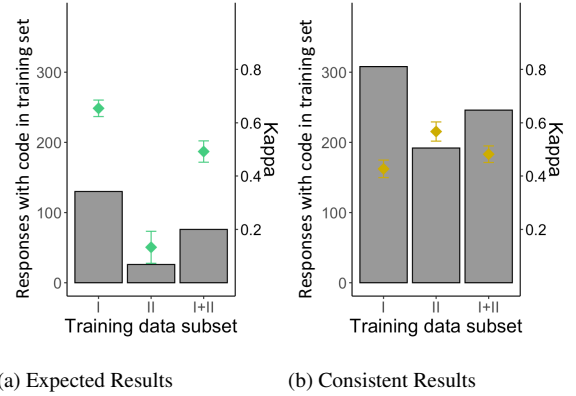 Responses with code in training set
300
200
100
0
0.8
0.6
0.4
0.2
Kappa
I
II
I+II
Training data subset
(a) Expected Results
Responses with code in training set
300
200
100
0
0.8
0.6
0.4
0.2
Kappa
I
II
I+II
Training data subset
(b) Consistent Results